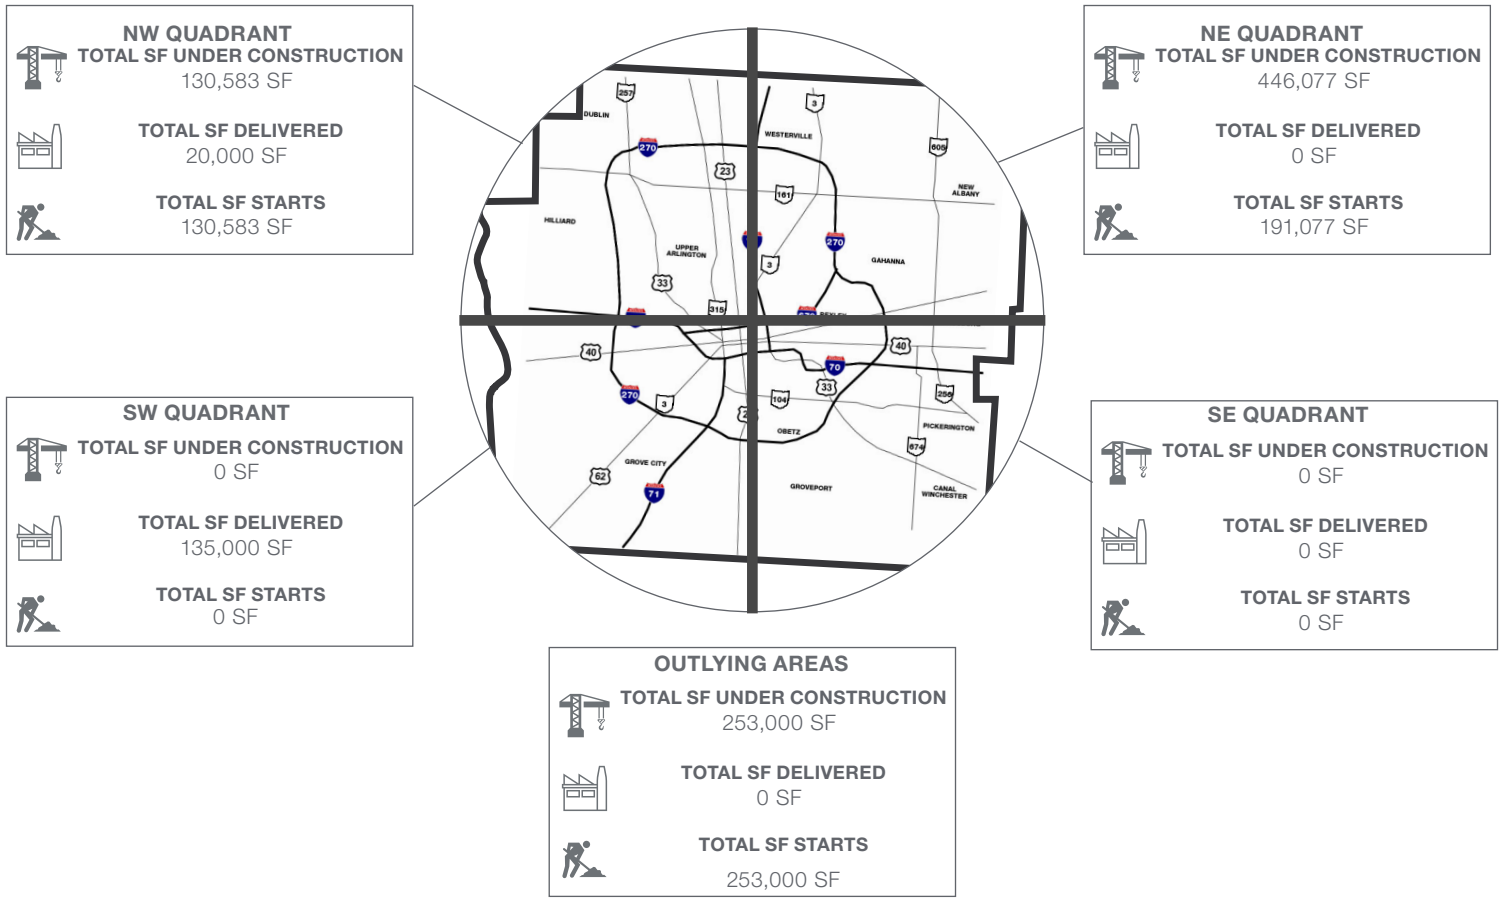 NW QUADRANT
TOTAL SF UNDER CONSTRUCTION
130,583 SF
TOTAL SF DELIVERED
20,000 SF
TOTAL SF STARTS
130,583 SF
NE QUADRANT
TOTAL SF UNDER CONSTRUCTION
446,077 SF
TOTAL SF DELIVERED
0 SF
TOTAL SF STARTS
191,077 SF
257
DUBLIN
3
WESTERVILLE
270
605
23
161
NEW
ALBANY
HILLIARD
UPPER
ARLINGTON
270
3
GAHANNA
33
315
40
40
70
33
270
3
104
256
OBETZ
PICKERINGTON
674
GROVE CITY
62
71
GROVEPORT
CANAL
WINCHESTER
SW QUADRANT
TOTAL SF UNDER CONSTRUCTION
0 SF
TOTAL SF DELIVERED
135,000 SF
TOTAL SF STARTS
0 SF
SE QUADRANT
TOTAL SF UNDER CONSTRUCTION
0 SF
TOTAL SF DELIVERED
0 SF
TOTAL SF STARTS
0 SF
OUTLYING AREAS
TOTAL SF UNDER CONSTRUCTION
253,000 SF
TOTAL SF DELIVERED
0 SF
TOTAL SF STARTS
253,000 SF